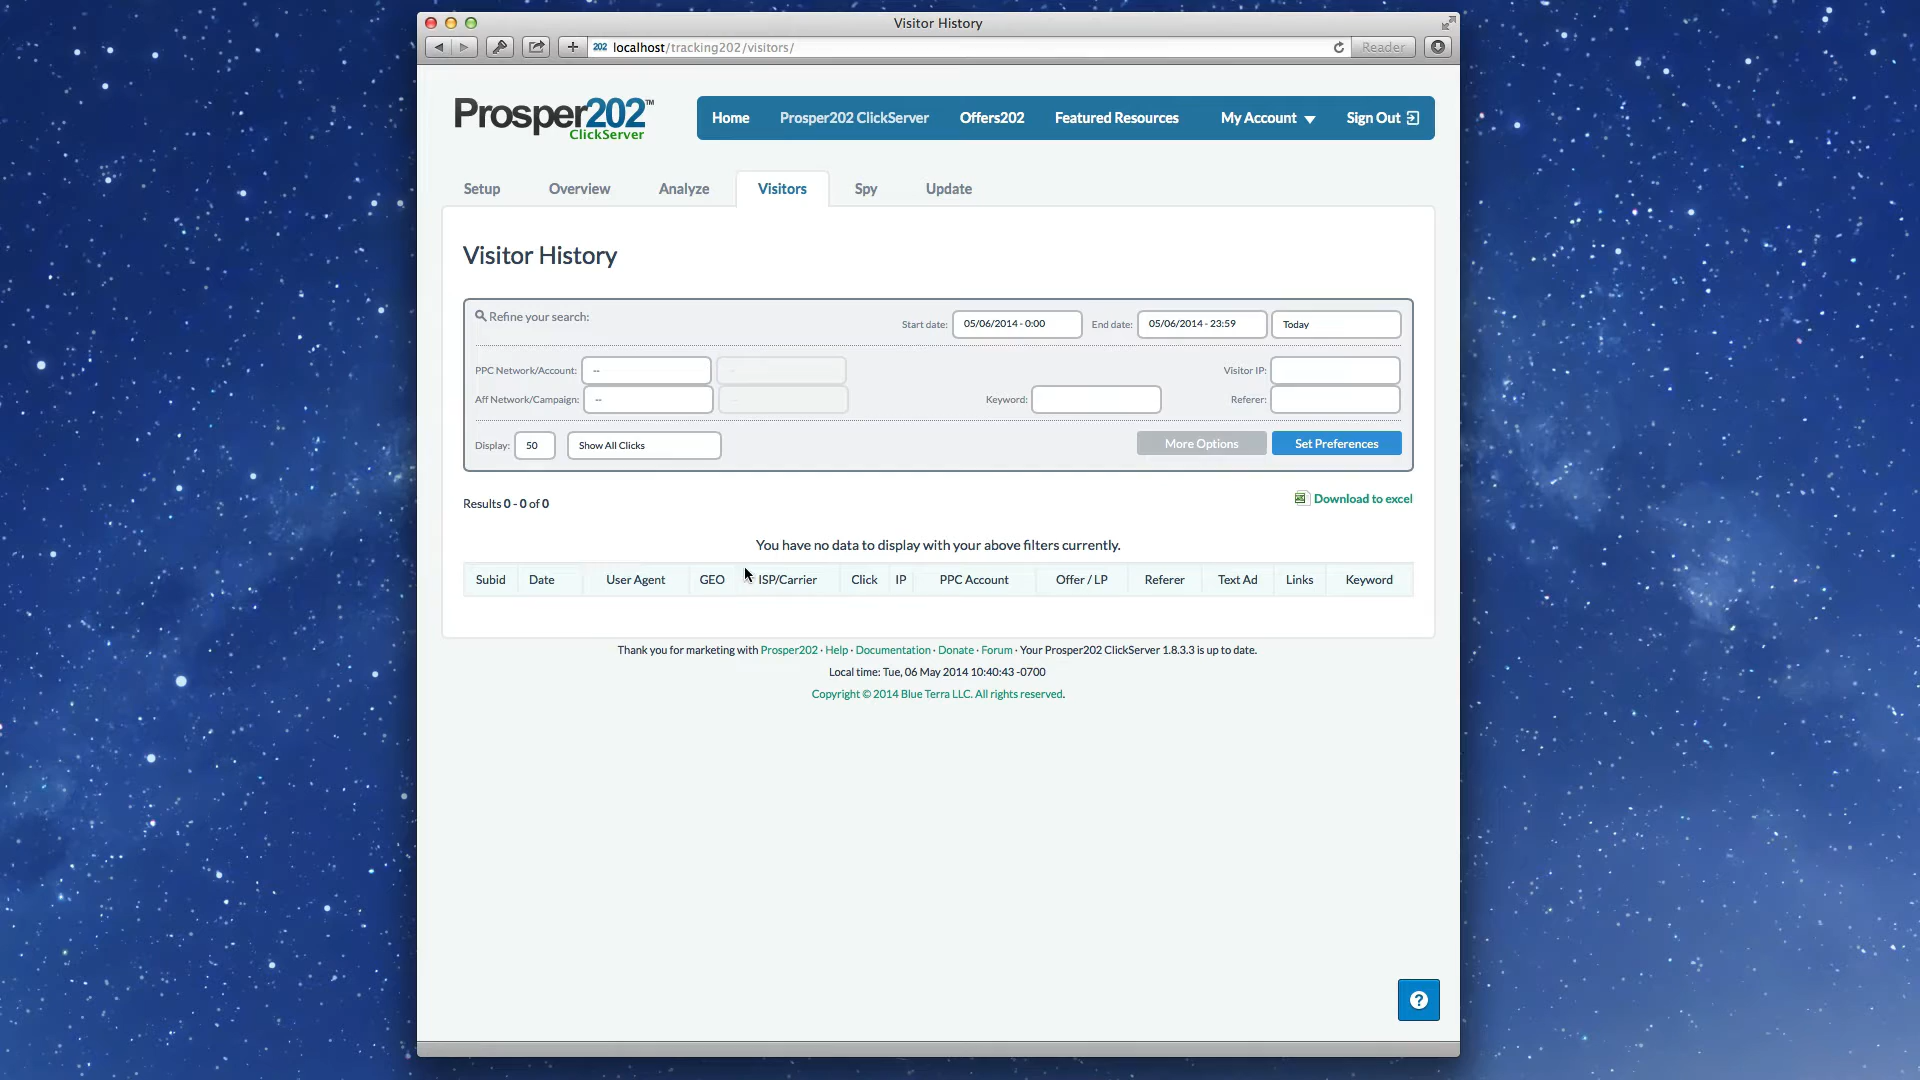 Visitor History
202 localhost/tracking202/visitors/
Reader
Prosper202™
ClickServer
Home Prosper202 ClickServer Offers202 Featured Resources My Account Sign Out
Setup Overview Analyze Visitors Spy Update
Visitor History
Refine your search:
Start date: 05/06/2014 - 0:00 End date: 05/06/2014 - 23:59 Today
PPC Network/Account: -- -- Visitor IP:
Aff Network/Campaign: -- -- Keyword: Referer:
Display: 50 Show All Clicks More Options Set Preferences
Results 0 - 0 of 0 Download to excel
You have no data to display with your above filters currently.
Subid Date User Agent GEO ISP/Carrier Click IP PPC Account Offer / LP Referer Text Ad Links Keyword
Thank you for marketing with Prosper202 · Help · Documentation · Donate · Forum · Your Prosper202 ClickServer 1.8.3.3 is up to date.
Local time: Tue, 06 May 2014 10:40:43 -0700
Copyright © 2014 Blue Terra LLC. All rights reserved.
?